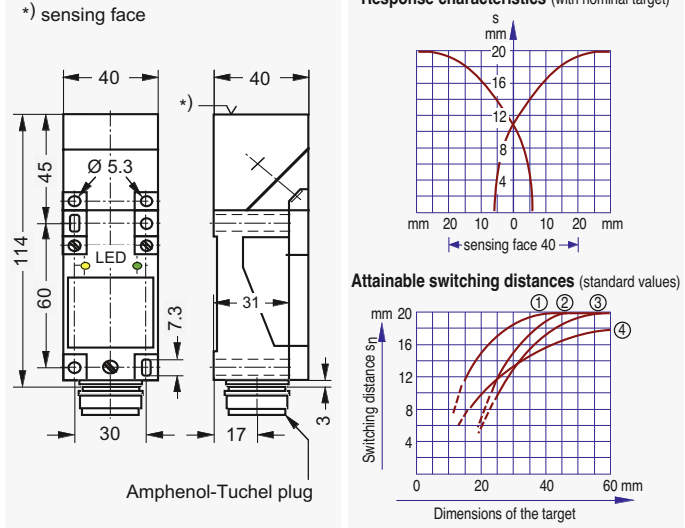 *) sensing face
40
40
*)
45
Ø 5.3
114
LED
60
31
7.3
3
30
17
Amphenol-Tuchel plug
Response characteristics (with nominal target)
s
mm
20
16
12
8
4
mm 20 10 0 10 20 mm
sensing face 40
Attainable switching distances (standard values)
① ② ③
mm 20
④
16
12
4
Switching distance sn
0 20 40 60 mm
Dimensions of the target